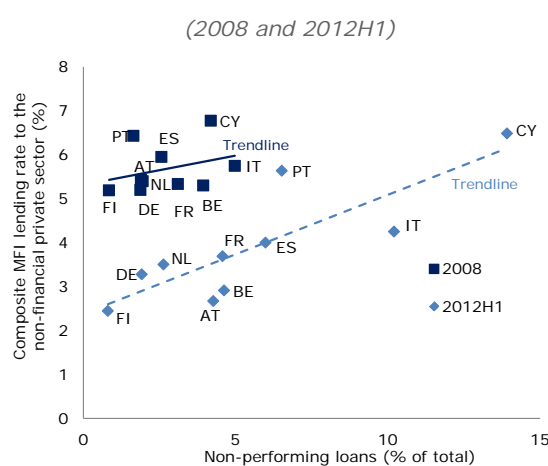 (2008 and 2012H1)
Composite MFI lending rate to the
non-financial private sector (%)
8
7
6
5
4
3
2
1
0
CY
PT
ES
Trendline
AT
NL
IT
FI
DE
FR
BE
CY
PT
Trendline
IT
FR
ES
NL
DE
BE
AT
FI
2008
2012H1
0
5
10
15
Non-performing loans (% of total)